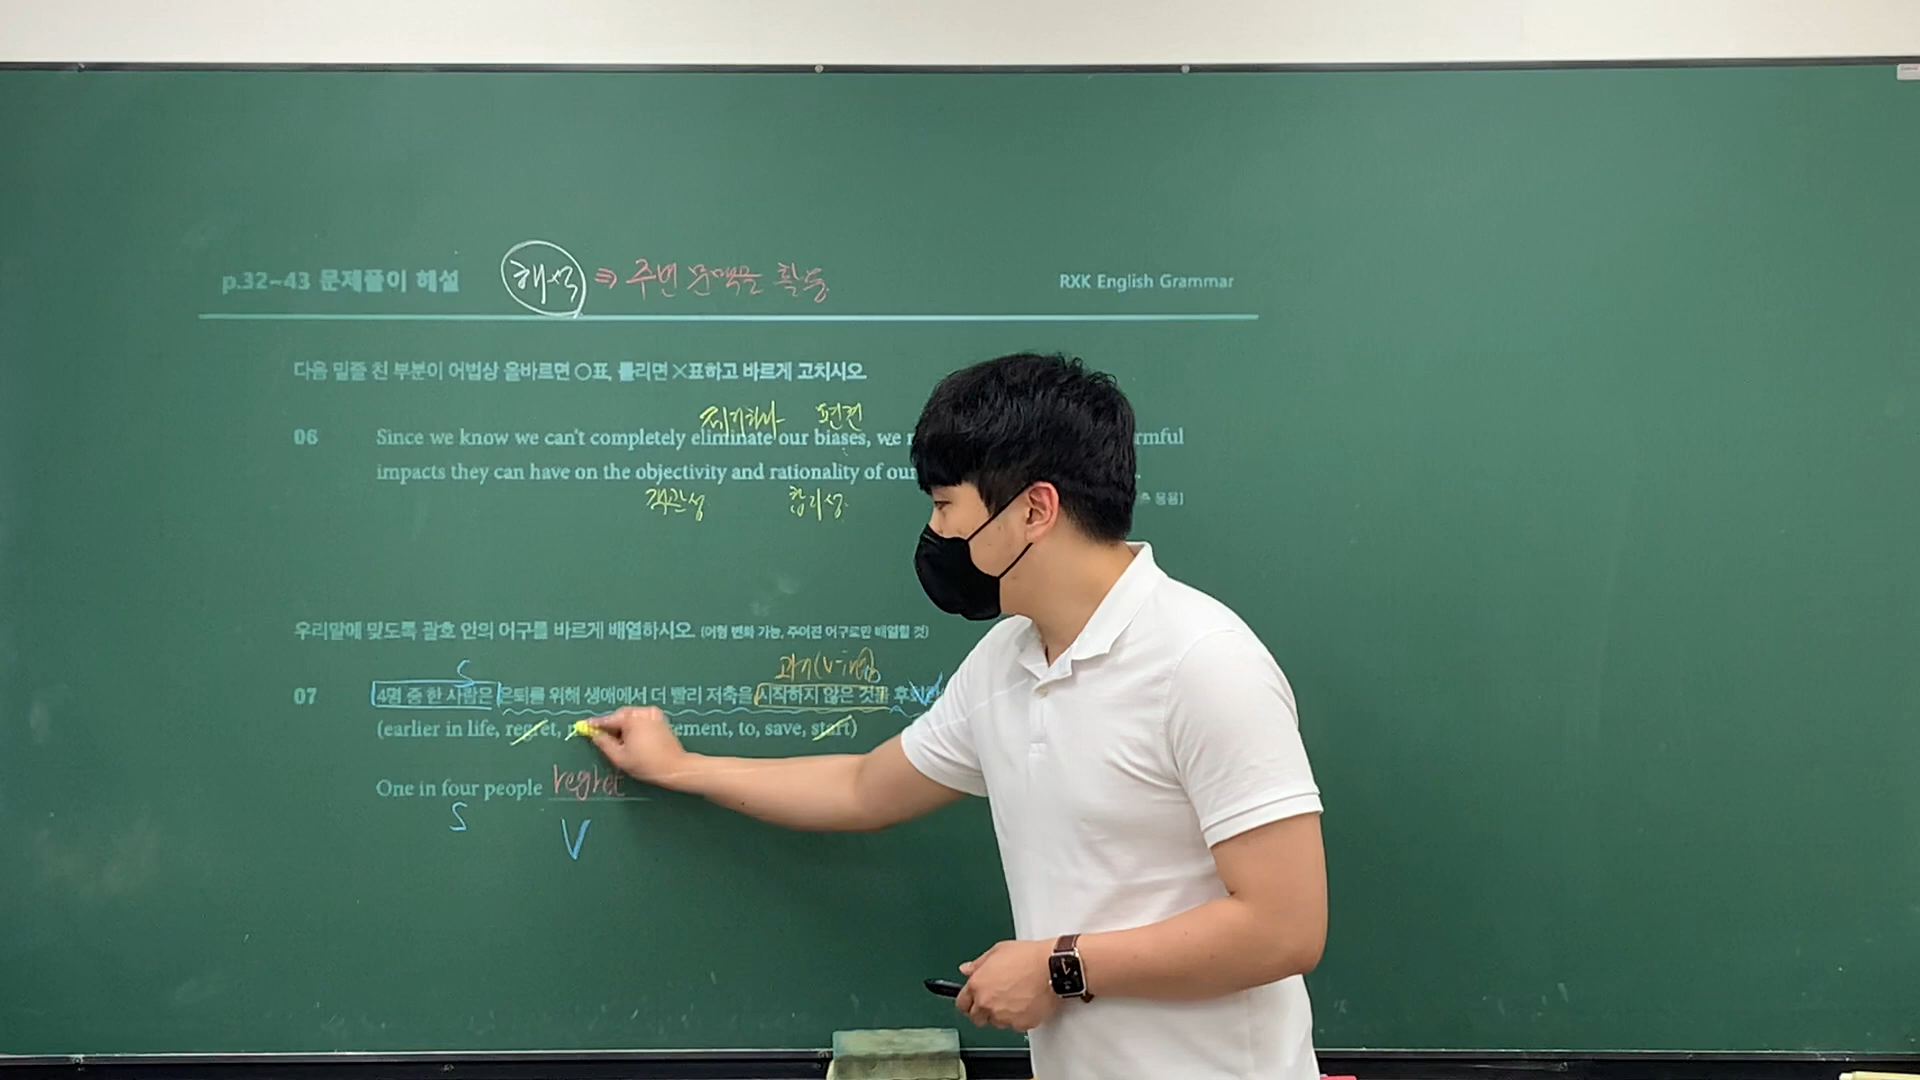 p.32-43 문제풀이 해설 해석 ⇒ 주변 문맥을 활용 RXK English Grammar
다음 밑줄 친 부분이 어법상 올바르면 ○표, 틀리면 ×표하고 바르게 고치시오.
제거하다 편견
06 Since we know we can't completely eliminate our biases, we rmful
impacts they can have on the objectivity and rationality of our
객관성 합리성 응용]
우리말에 맞도록 괄호 안의 어구를 바르게 배열하시오. (어형 변화 가능, 주어진 어구로만 배열할 것)
S 과거(V-ing)
07 4명 중 한 사람은 은퇴를 위해 생애에서 더 빨리 저축을 시작하지 않은 것을 후회한
(earlier in life, regret, ement, to, save, start)
One in four people regret
S V